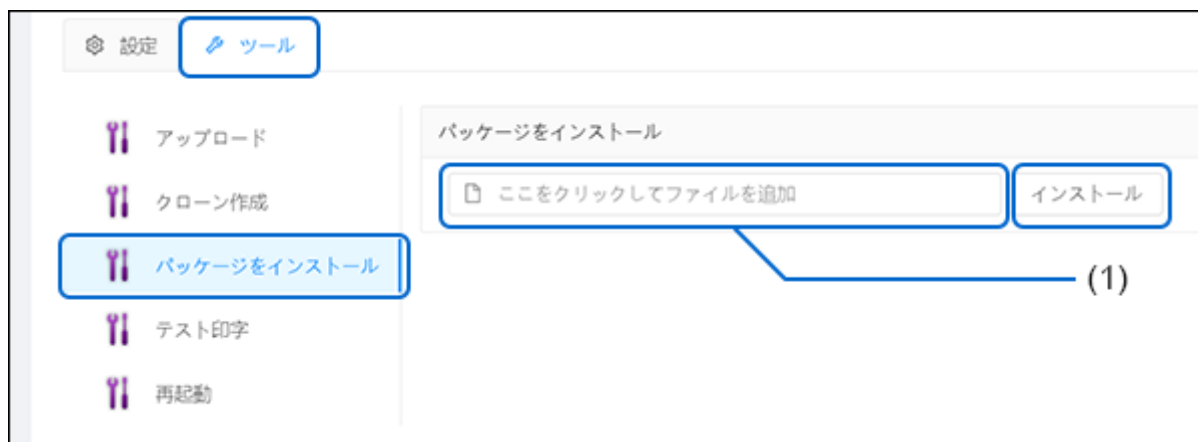 設定 ツール
アップロード
クローン作成
パッケージをインストール
テスト印字
再起動
パッケージをインストール
ここをクリックしてファイルを追加 インストール
(1)